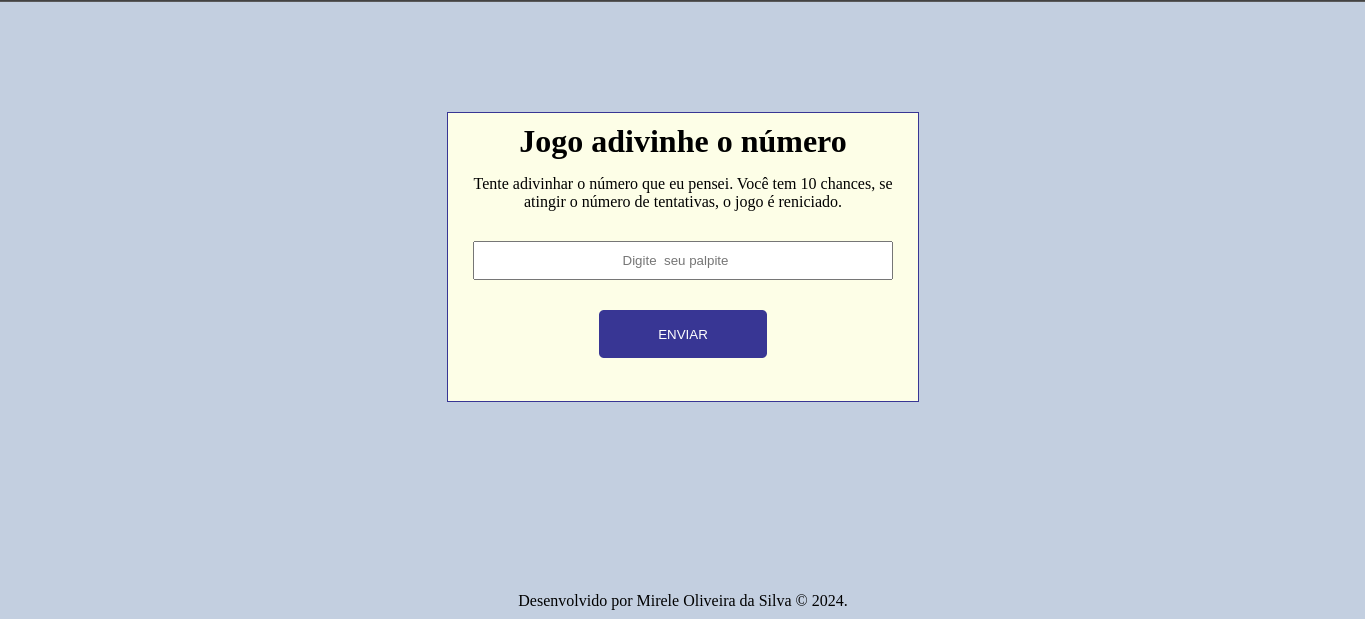 Jogo adivinhe o número
Tente adivinhar o número que eu pensei. Você tem 10 chances, se
atingir o número de tentativas, o jogo é reniciado.
Digite  seu palpite
ENVIAR
Desenvolvido por Mirele Oliveira da Silva © 2024.